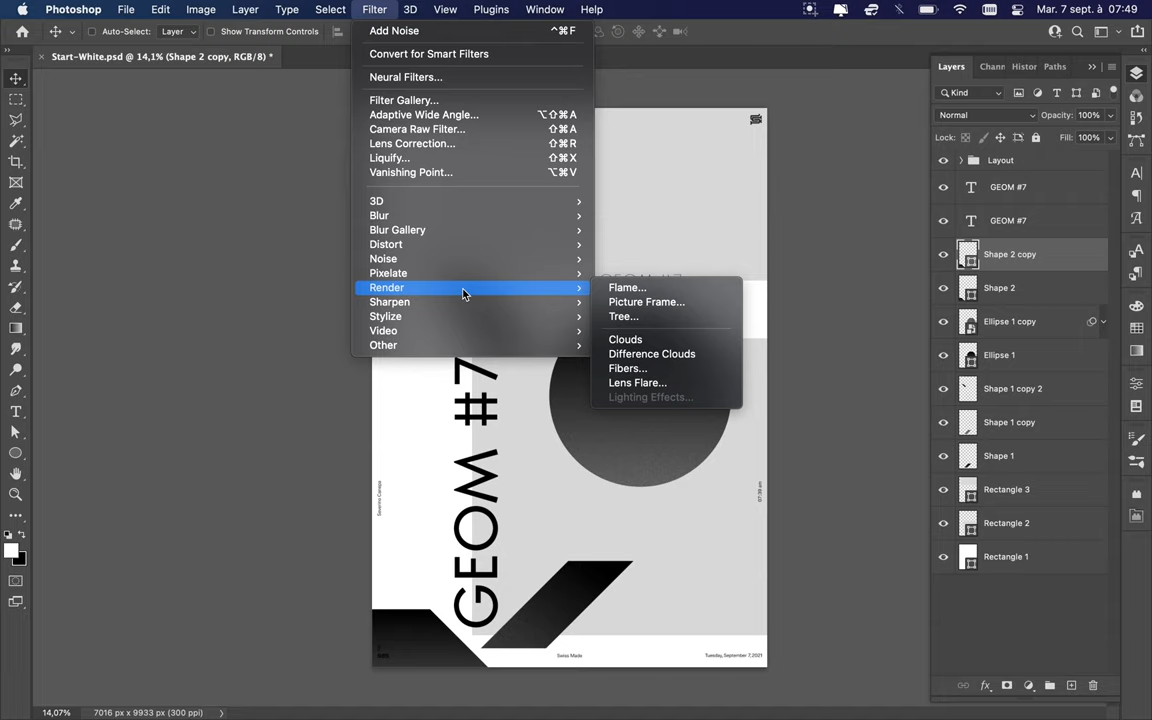 Photoshop File Edit Image Layer Type Select Filter 3D View Plugins Window Help Mar. 7 sept. à 07:49
Auto-Select: Layer Show Transform Controls
Start-White.psd @ 14,1% (Shape 2 copy, RGB/8) *
Add Noise ^⌘F
Convert for Smart Filters
Neural Filters...
Filter Gallery...
Adaptive Wide Angle... ⌥⇧⌘A
Camera Raw Filter... ⇧⌘A
Lens Correction... ⇧⌘R
Liquify... ⇧⌘X
Vanishing Point... ⌥⌘V
3D
Blur
Blur Gallery
Distort
Noise
Pixelate
Render
Sharpen
Stylize
Video
Other
Flame...
Picture Frame...
Tree...
Clouds
Difference Clouds
Fibers...
Lens Flare...
Lighting Effects...
GEOM #7
GEOM #7
Severino Canepa
07:39 am
Swiss Made
Tuesday, September 7, 2021
Layers Chann Histor Paths
Kind
Normal Opacity: 100%
Lock: Fill: 100%
Layout
GEOM #7
GEOM #7
Shape 2 copy
Shape 2
Ellipse 1 copy
Ellipse 1
Shape 1 copy 2
Shape 1 copy
Shape 1
Rectangle 3
Rectangle 2
Rectangle 1
14,07% 7016 px x 9933 px (300 ppi)